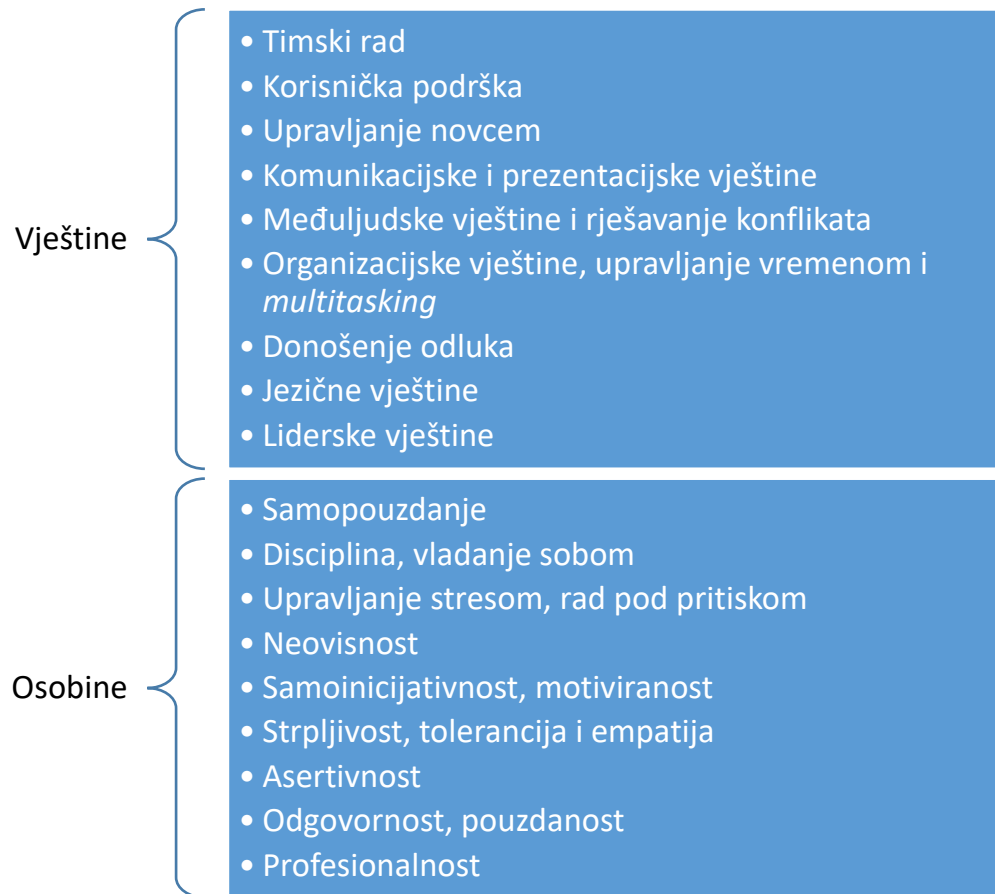 Vještine
• Timski rad
• Korisnička podrška
• Upravljanje novcem
• Komunikacijske i prezentacijske vještine
• Međuljudske vještine i rješavanje konflikata
• Organizacijske vještine, upravljanje vremenom i
multitasking
• Donošenje odluka
• Jezične vještine
• Liderske vještine
Osobine
• Samopouzdanje
• Disciplina, vladanje sobom
• Upravljanje stresom, rad pod pritiskom
• Neovisnost
• Samoinicijativnost, motiviranost
• Strpljivost, tolerancija i empatija
• Asertivnost
• Odgovornost, pouzdanost
• Profesionalnost